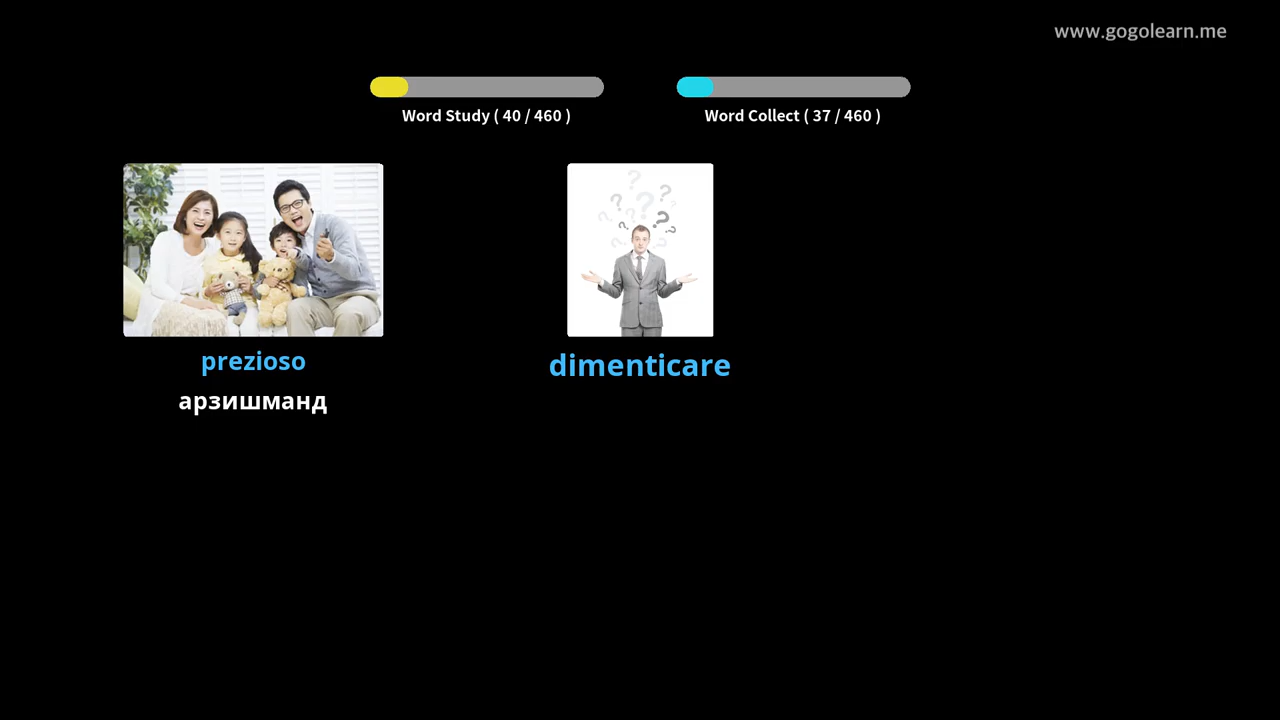 www.gogolearn.me
Word Study ( 40 / 460 )
Word Collect ( 37 / 460 )
prezioso
арзишманд
dimenticare